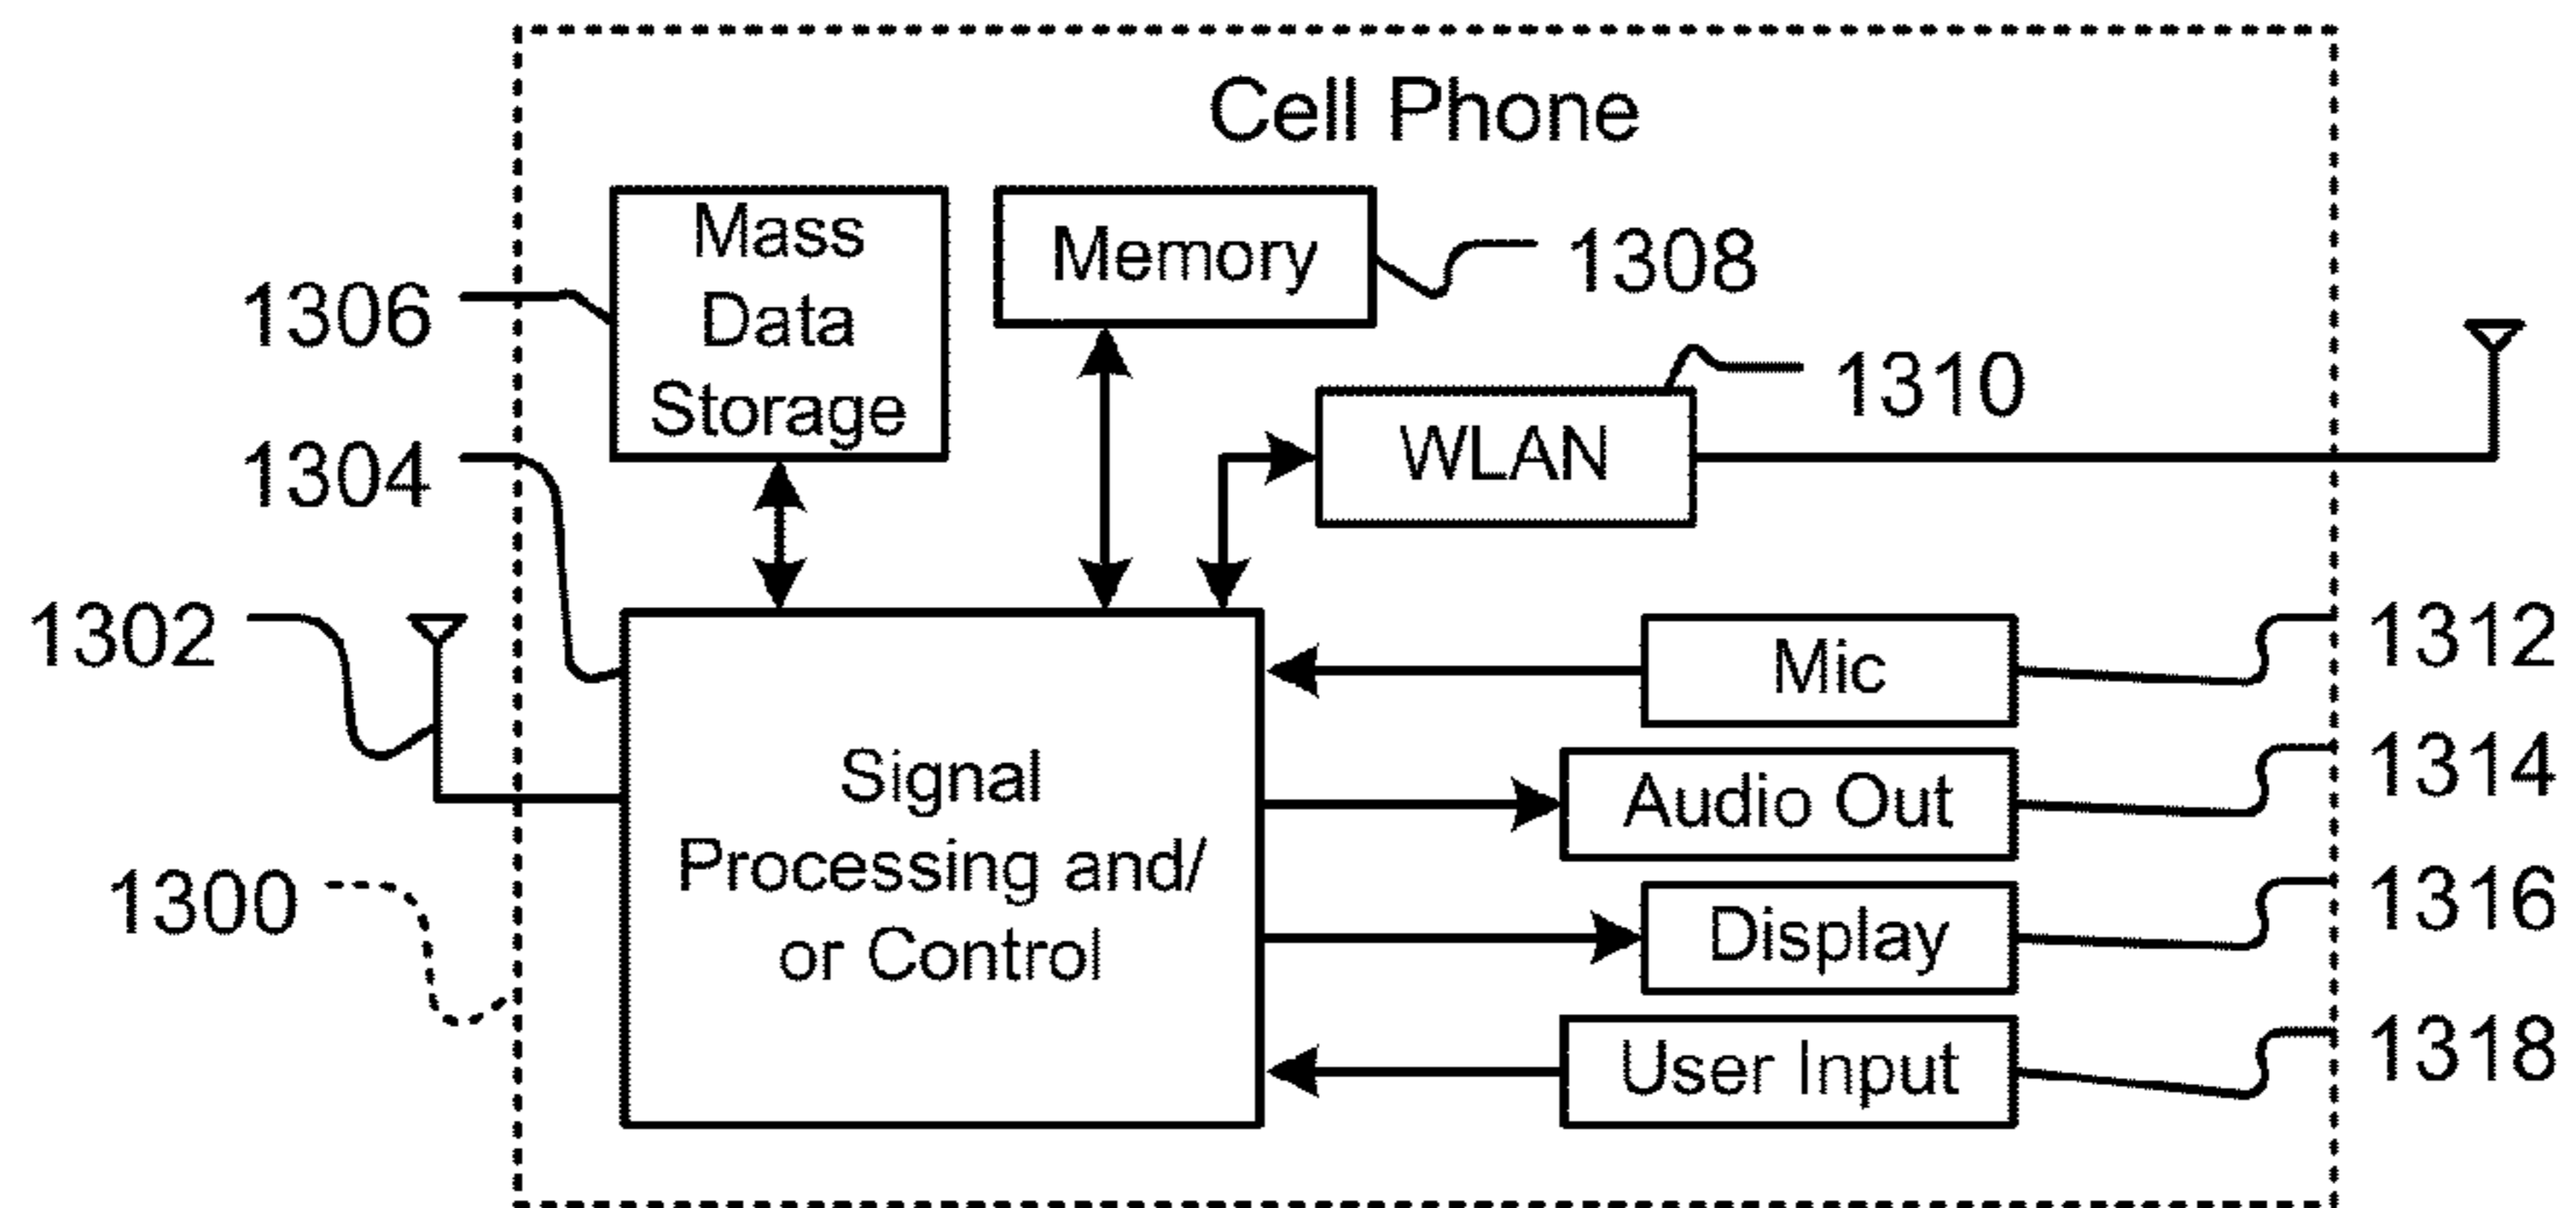 Cell Phone
Mass
Data
Storage
Memory
1308
1306
1310
WLAN
1304
1302
Mic
1312
Signal
Processing and/
or Control
Audio Out
1314
1300
Display
1316
User Input
1318